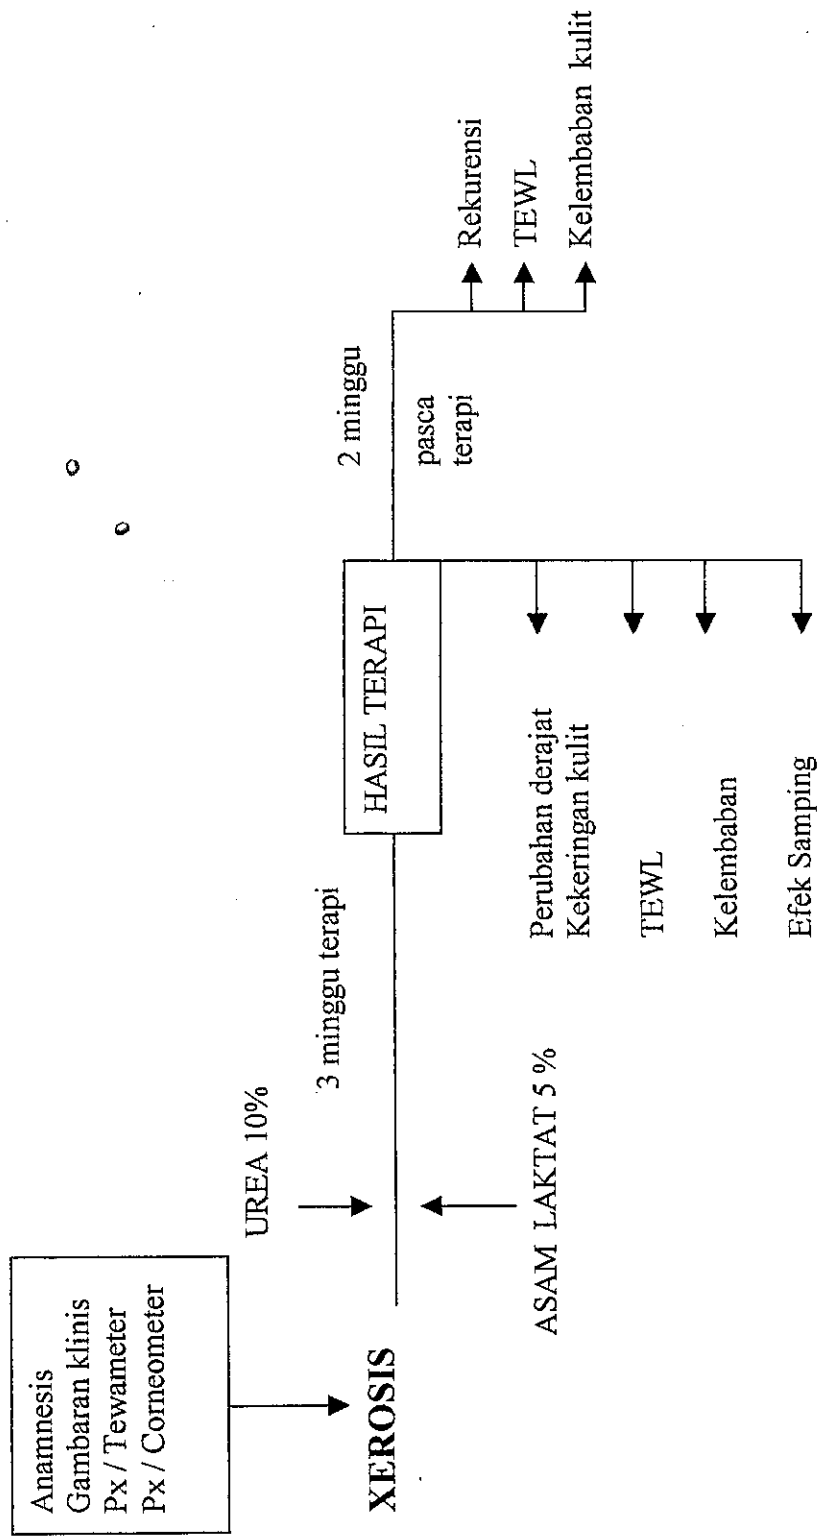 Anamnesis
Gambaran klinis
Px / Tewameter
Px / Corneometer
XEROSIS
UREA 10%
ASAM LAKTAT 5 %
3 minggu terapi
HASIL TERAPI
Perubahan derajat
Kekeringan kulit
TEWL
Kelembaban
Efek Samping
2 minggu
pasca
terapi
Rekurensi
TEWL
Kelembaban kulit